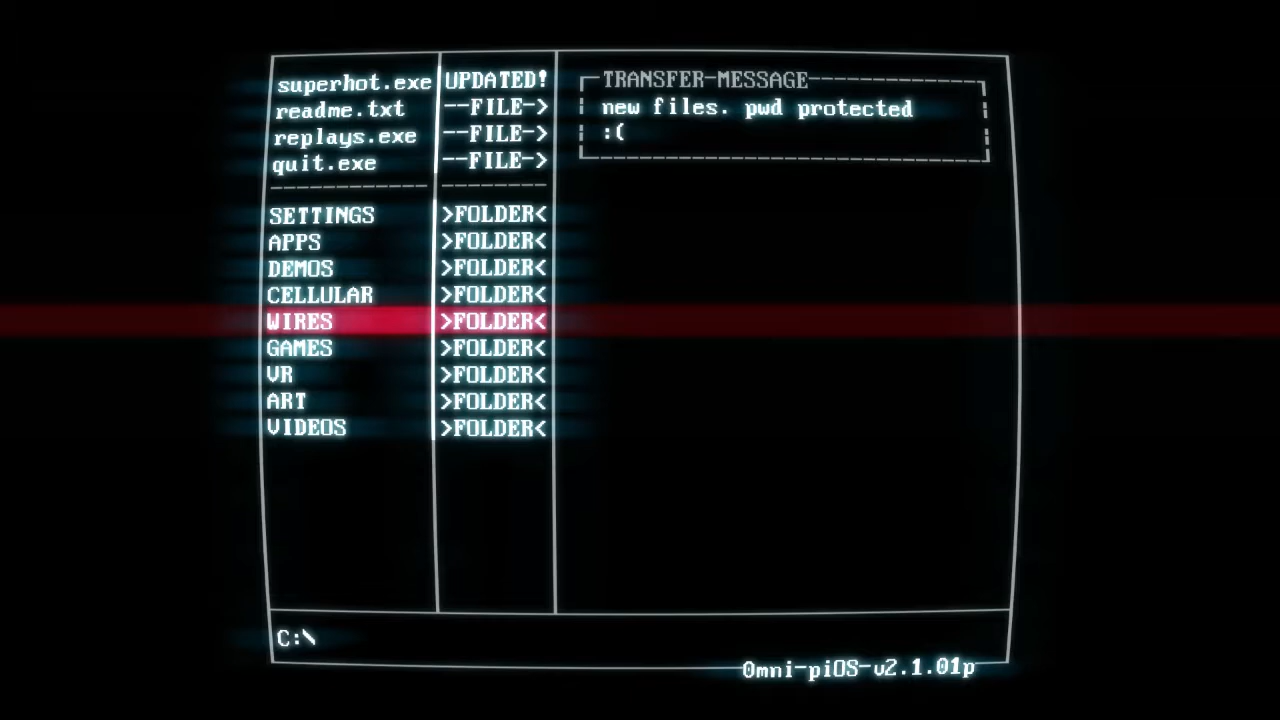 superhot.exe UPDATED!
readme.txt --FILE->
replays.exe --FILE->
quit.exe --FILE->
SETTINGS >FOLDER<
APPS >FOLDER<
DEMOS >FOLDER<
CELLULAR >FOLDER<
WIRES >FOLDER<
GAMES >FOLDER<
VR >FOLDER<
ART >FOLDER<
VIDEOS >FOLDER<
TRANSFER-MESSAGE
new files. pwd protected
:(
C:\
Omni-piOS-v2.1.01p